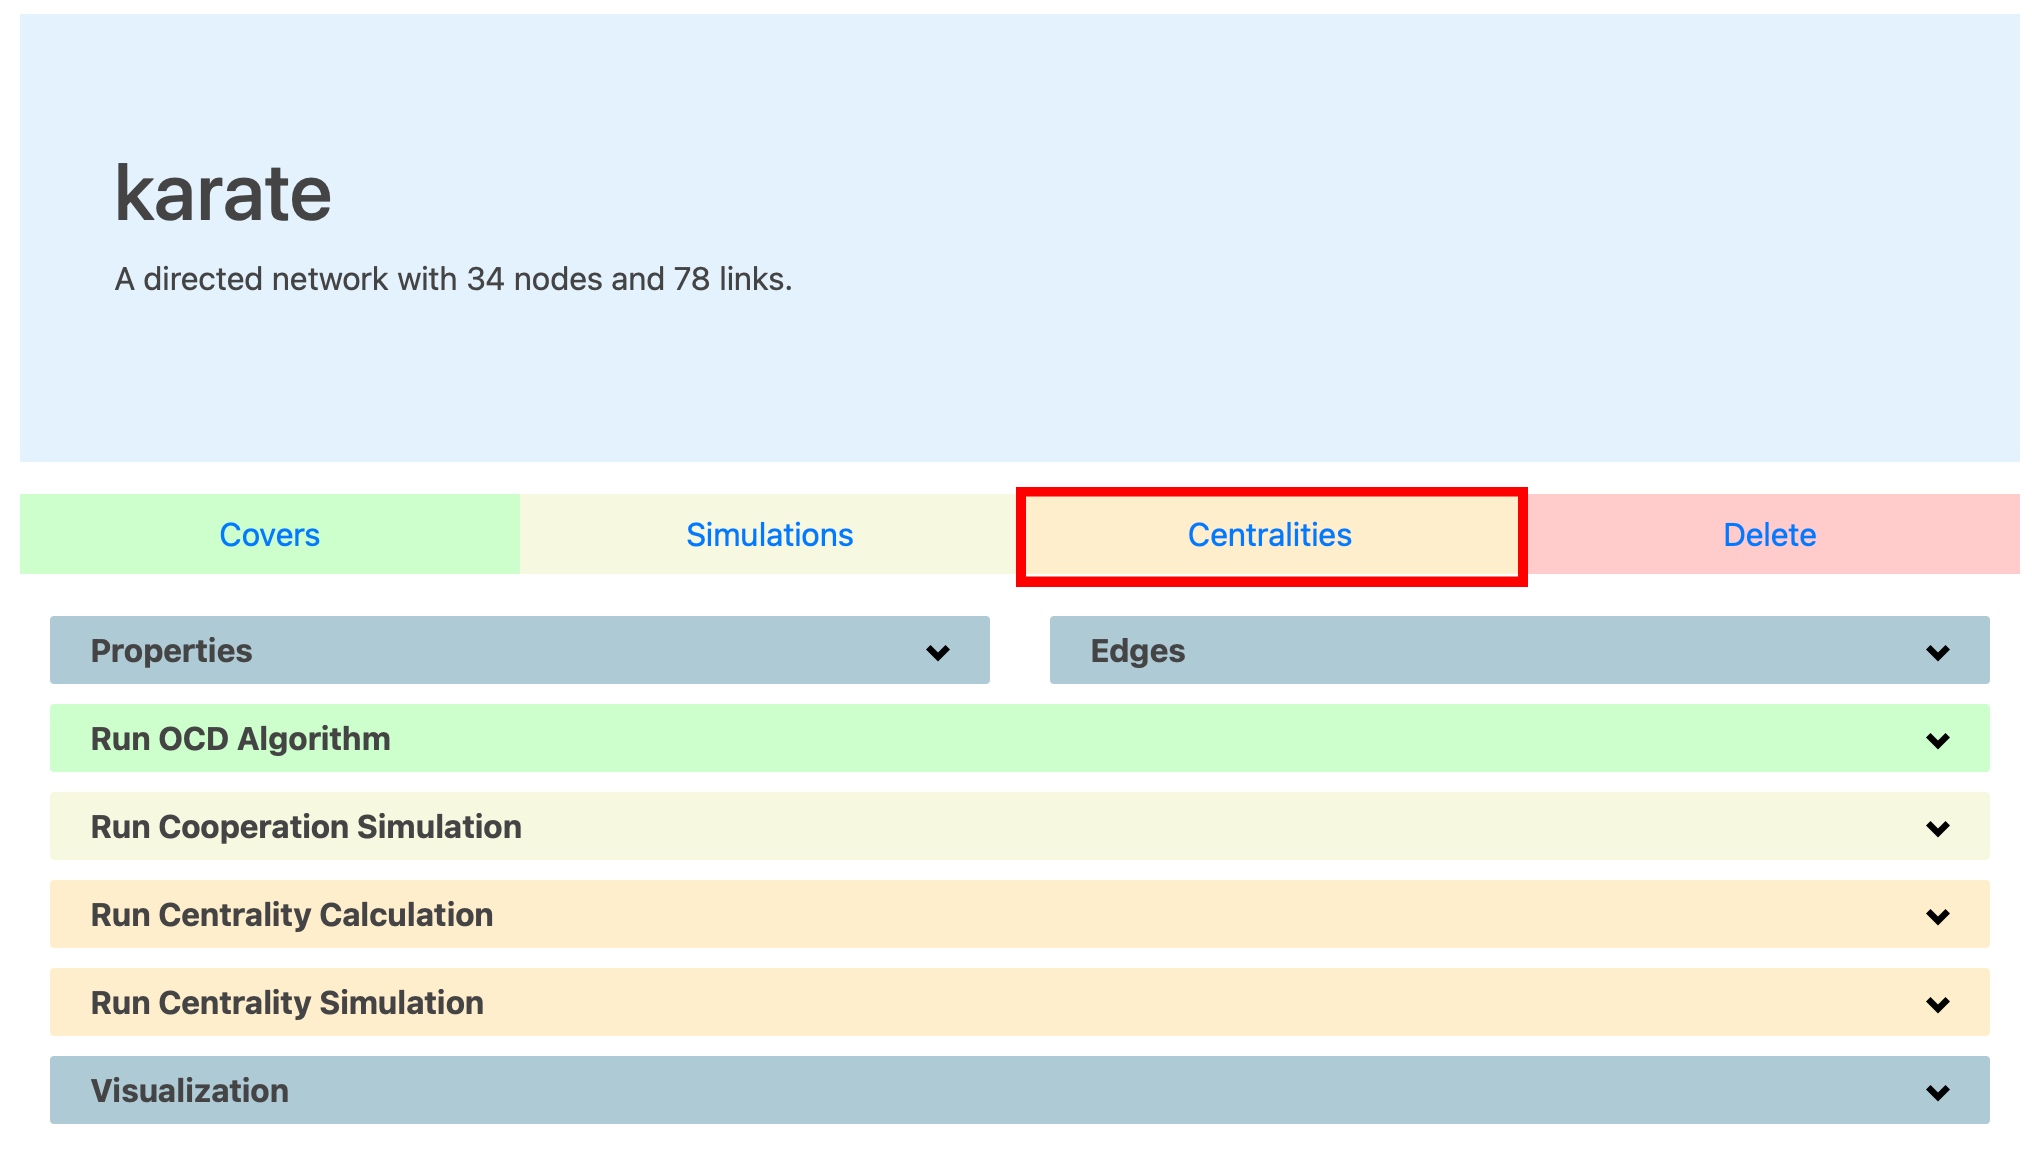 karate
A directed network with 34 nodes and 78 links.
Covers Simulations Centralities Delete
Properties Edges
Run OCD Algorithm
Run Cooperation Simulation
Run Centrality Calculation
Run Centrality Simulation
Visualization